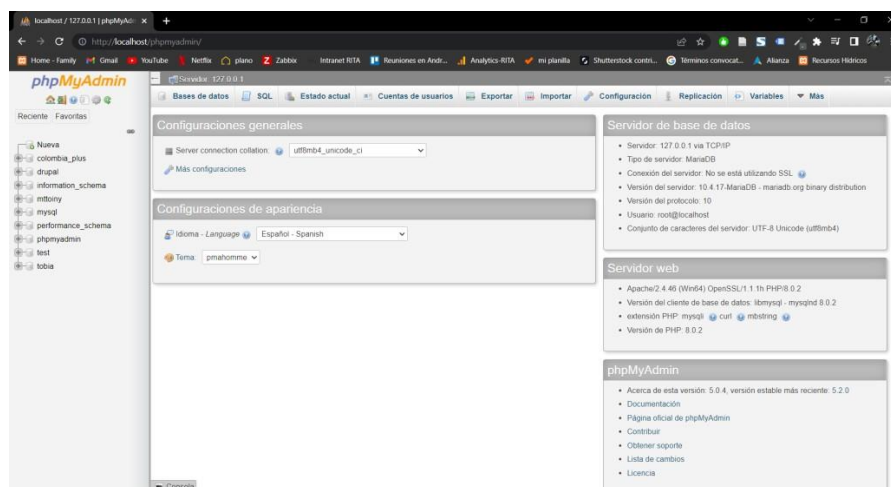 localhost / 127.0.0.1 | phpMyAdm
http://localhost/phpmyadmin/
Home - Family
Gmail
YouTube
Netflix
plano
Zabbix
Intranet RITA
Reuniones en Andr...
Analytics-RITA
mi planilla
Shutterstock contri...
Términos convocat...
Alianza
Recursos Hídricos
phpMyAdmin
Reciente Favoritas
Nueva
colombia_plus
drupal
information_schema
mttoiny
mysql
performance_schema
phpmyadmin
test
tobia
Servidor: 127.0.0.1
Bases de datos
SQL
Estado actual
Cuentas de usuarios
Exportar
Importar
Configuración
Replicación
Variables
Más
Configuraciones generales
Server connection collation: utf8mb4_unicode_ci
Más configuraciones
Configuraciones de apariencia
Idioma - Language Español - Spanish
Tema: pmahomme
Servidor de base de datos
Servidor: 127.0.0.1 via TCP/IP
Tipo de servidor: MariaDB
Conexión del servidor: No se está utilizando SSL
Versión del servidor: 10.4.17-MariaDB - mariadb.org binary distribution
Versión del protocolo: 10
Usuario: root@localhost
Conjunto de caracteres del servidor: UTF-8 Unicode (utf8mb4)
Servidor web
Apache/2.4.46 (Win64) OpenSSL/1.1.1h PHP/8.0.2
Versión del cliente de base de datos: libmysql - mysqlnd 8.0.2
extensión PHP: mysqli curl mbstring
Versión de PHP: 8.0.2
phpMyAdmin
Acerca de esta versión: 5.0.4, versión estable más reciente: 5.2.0
Documentación
Página oficial de phpMyAdmin
Contribuir
Obtener soporte
Lista de cambios
Licencia
Consola